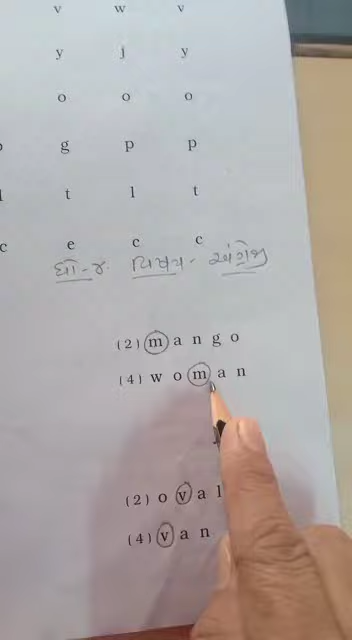 v w v
y j y
o o o
g p p
l t l t
c e c c
ધો-૪. વિષય - અંગ્રેજી
(2) m a n g o
(4) w o m a n
(2) o v a l
(4) v a n